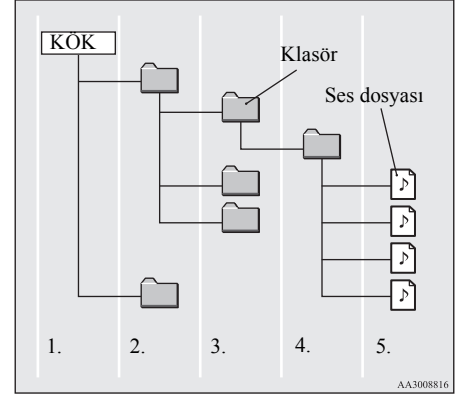 KÖK
Klasör
Ses dosyası
1. 2. 3. 4. 5.
AA3008816